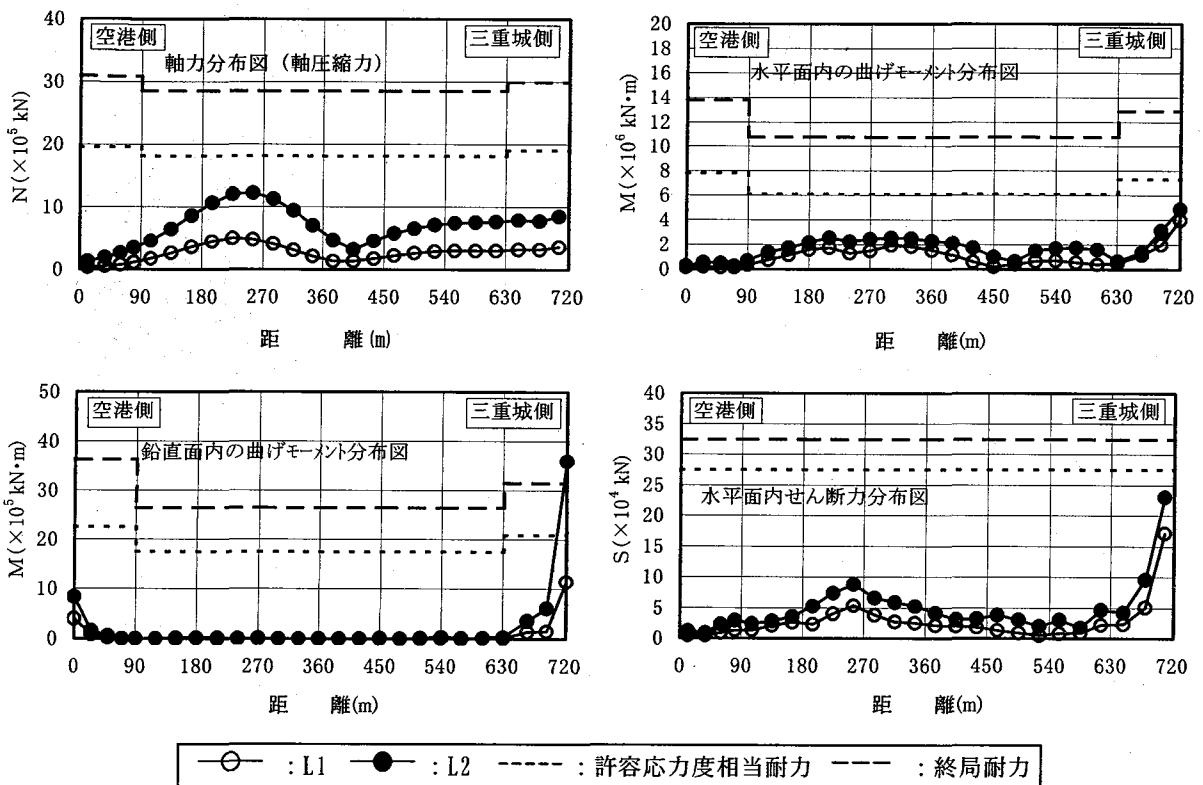 空港側
三重城側
軸力分布図（軸圧縮力）
N(×10⁵ kN)
40
30
20
10
0
0 90 180 270 360 450 540 630 720
距 離(m)
空港側
三重城側
水平面内の曲げモーメント分布図
M(×10⁶ kN・m)
20
18
16
14
12
10
8
6
4
2
0
0 90 180 270 360 450 540 630 720
距 離(m)
空港側
三重城側
鉛直面内の曲げモーメント分布図
M(×10⁵ kN・m)
50
40
30
20
10
0
0 90 180 270 360 450 540 630 720
距 離(m)
空港側
三重城側
水平面内せん断力分布図
S(×10⁴ kN)
40
35
30
25
20
15
10
5
0
0 90 180 270 360 450 540 630 720
距 離(m)
：L1 ：L2 ：許容応力度相当耐力 ：終局耐力